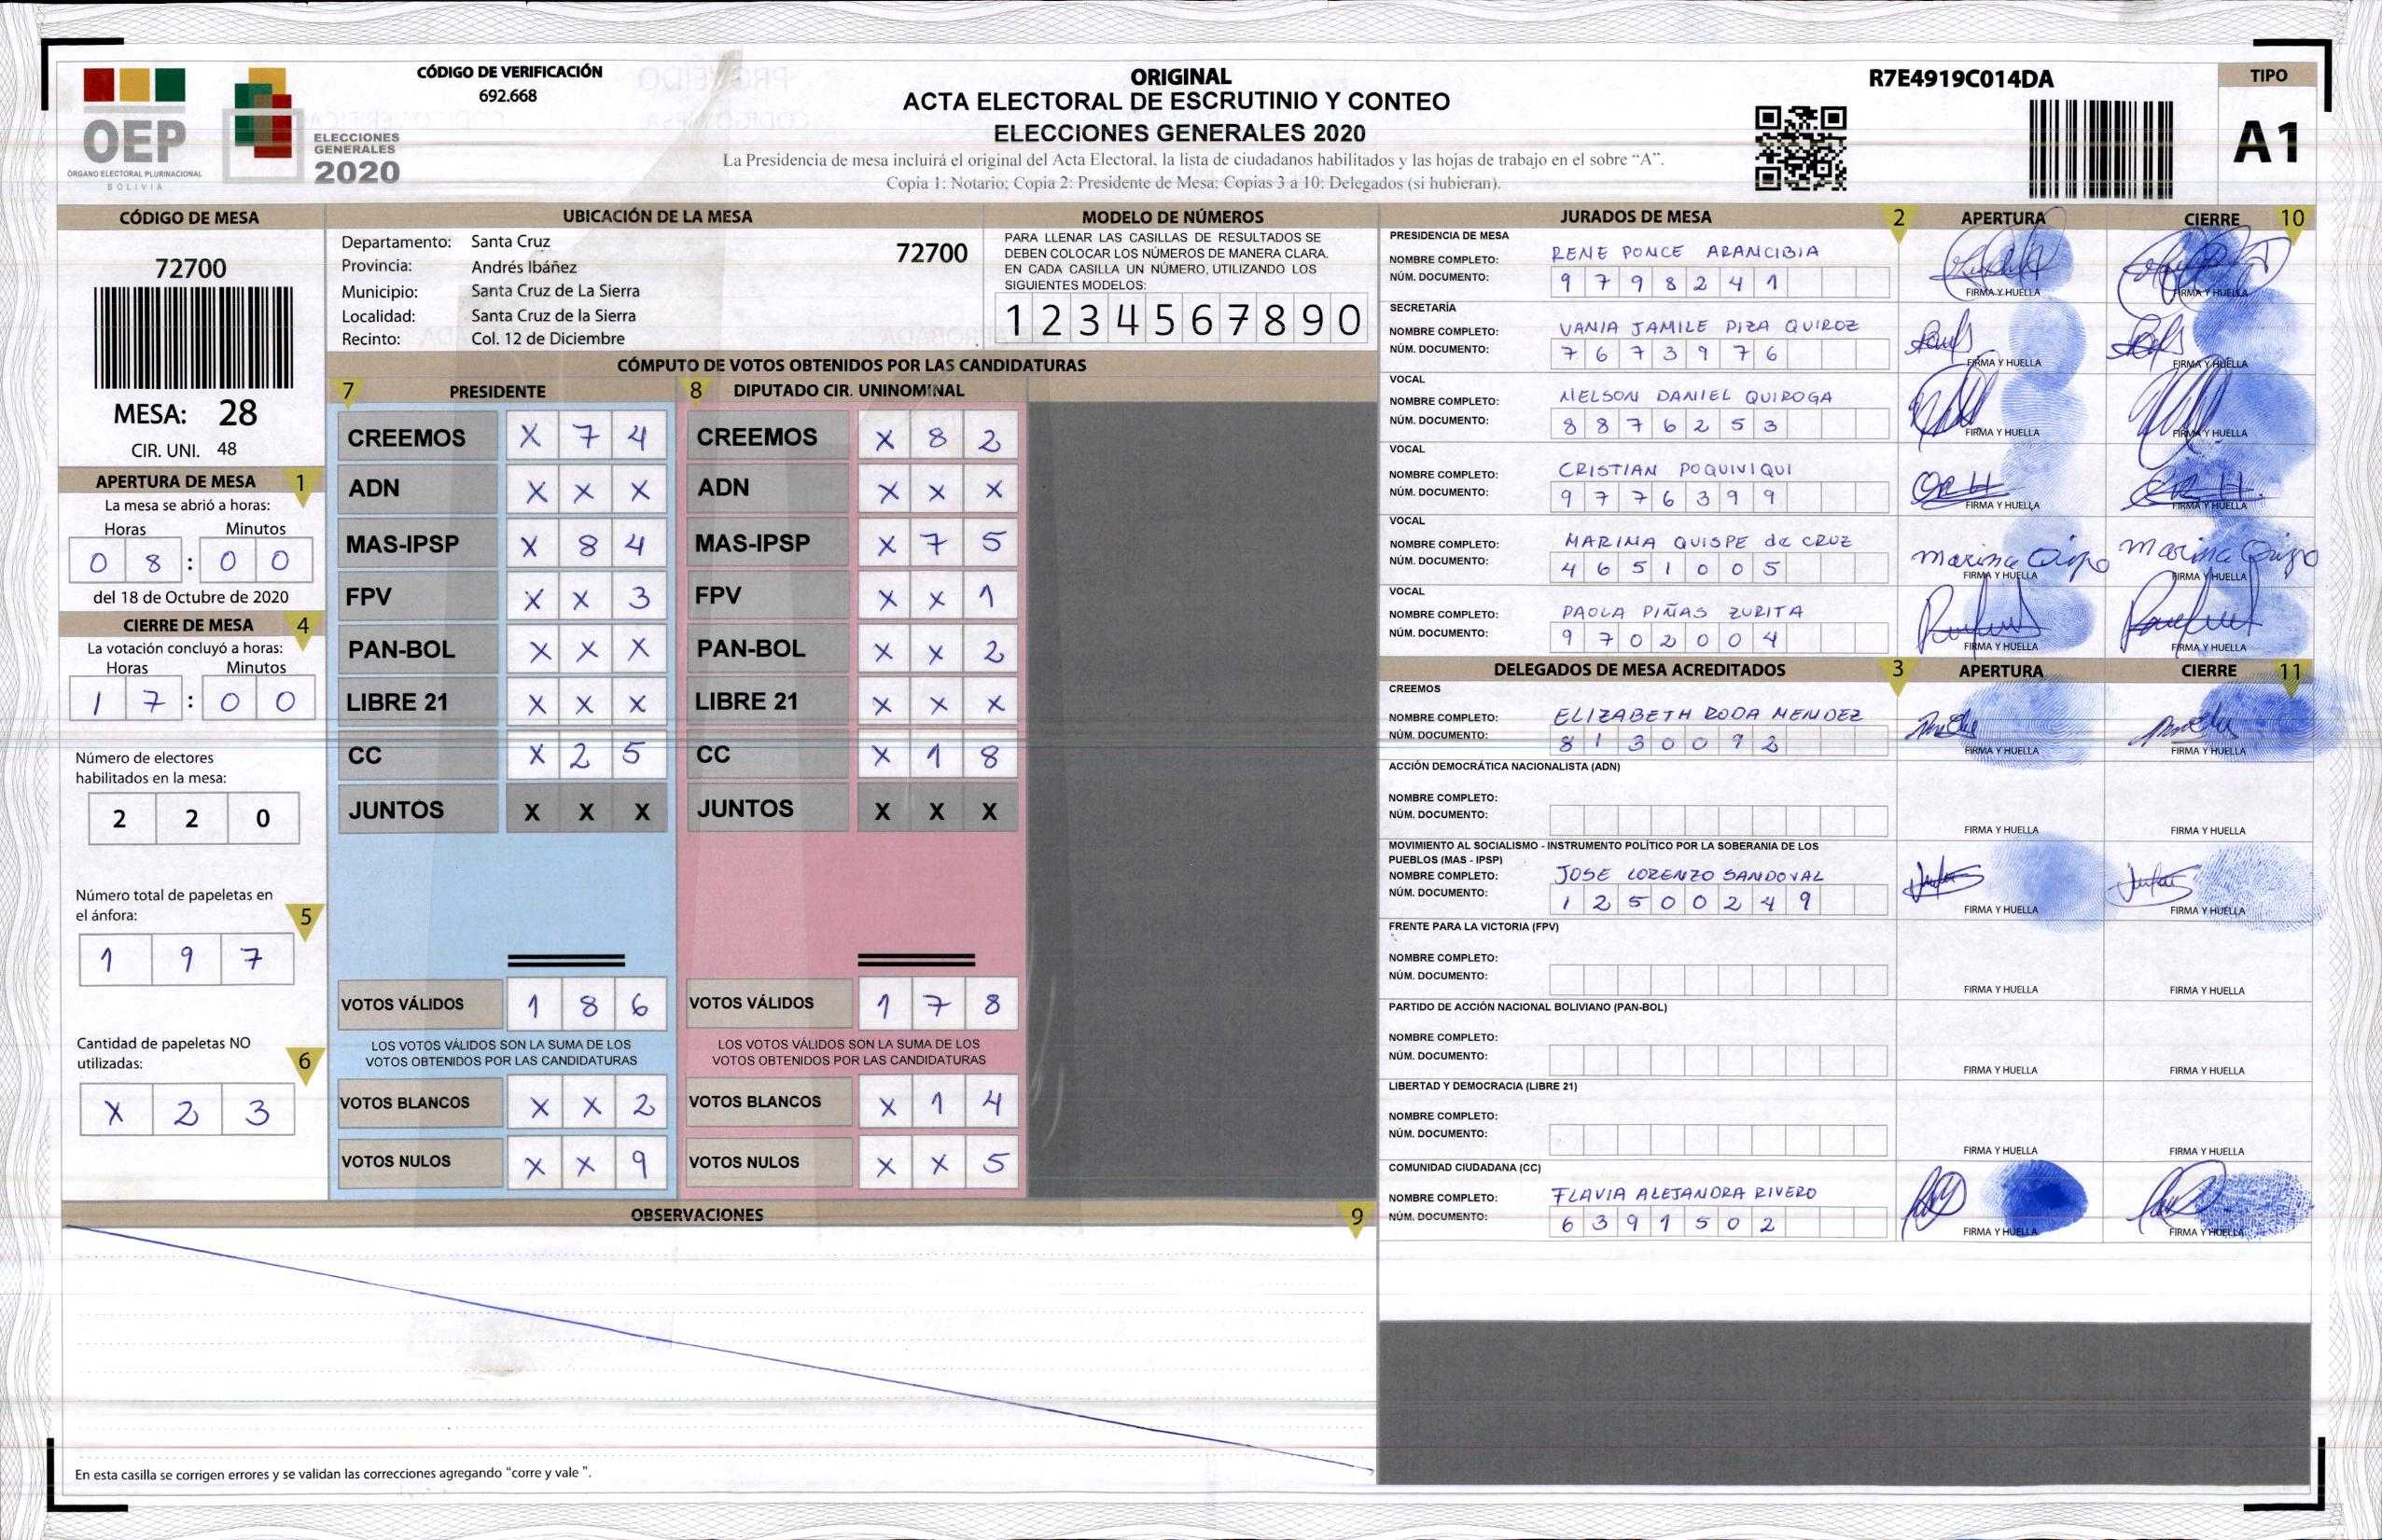 OEP
ÓRGANO ELECTORAL PLURINACIONAL
BOLIVIA
ELECCIONES
GENERALES
2020
CÓDIGO DE VERIFICACIÓN
692.668
ORIGINAL
ACTA ELECTORAL DE ESCRUTINIO Y CONTEO
ELECCIONES GENERALES 2020
La Presidencia de mesa incluirá el original del Acta Electoral, la lista de ciudadanos habilitados y las hojas de trabajo en el sobre “A”.
Copia 1: Notario; Copia 2: Presidente de Mesa; Copias 3 a 10: Delegados (si hubieran).
R7E4919C014DA
TIPO
A1
CÓDIGO DE MESA
72700
MESA: 28
CIR. UNI. 48
APERTURA DE MESA 1
La mesa se abrió a horas:
Horas Minutos
0 8 : 0 0
del 18 de Octubre de 2020
CIERRE DE MESA 4
La votación concluyó a horas:
Horas Minutos
1 7 : 0 0
Número de electores
habilitados en la mesa:
2 2 0
Número total de papeletas en
el ánfora: 5
1 9 7
Cantidad de papeletas NO
utilizadas: 6
X 2 3
UBICACIÓN DE LA MESA
Departamento: Santa Cruz 72700
Provincia: Andrés Ibáñez
Municipio: Santa Cruz de La Sierra
Localidad: Santa Cruz de la Sierra
Recinto: Col. 12 de Diciembre
MODELO DE NÚMEROS
PARA LLENAR LAS CASILLAS DE RESULTADOS SE
DEBEN COLOCAR LOS NÚMEROS DE MANERA CLARA.
EN CADA CASILLA UN NÚMERO, UTILIZANDO LOS
SIGUIENTES MODELOS:
1 2 3 4 5 6 7 8 9 0
CÓMPUTO DE VOTOS OBTENIDOS POR LAS CANDIDATURAS
7 PRESIDENTE 8 DIPUTADO CIR. UNINOMINAL
CREEMOS X 7 4 CREEMOS X 8 2
ADN X X X ADN X X X
MAS-IPSP X 8 4 MAS-IPSP X 7 5
FPV X X 3 FPV X X 1
PAN-BOL X X X PAN-BOL X X 2
LIBRE 21 X X X LIBRE 21 X X X
CC X 2 5 CC X 1 8
JUNTOS X X X JUNTOS X X X
VOTOS VÁLIDOS 1 8 6 VOTOS VÁLIDOS 1 7 8
LOS VOTOS VÁLIDOS SON LA SUMA DE LOS LOS VOTOS VÁLIDOS SON LA SUMA DE LOS
VOTOS OBTENIDOS POR LAS CANDIDATURAS VOTOS OBTENIDOS POR LAS CANDIDATURAS
VOTOS BLANCOS X X 2 VOTOS BLANCOS X 1 4
VOTOS NULOS X X 9 VOTOS NULOS X X 5
OBSERVACIONES 9
En esta casilla se corrigen errores y se validan las correcciones agregando “corre y vale ”.
JURADOS DE MESA 2 APERTURA CIERRE 10
PRESIDENCIA DE MESA
NOMBRE COMPLETO: RENE PONCE ARANCIBIA
NÚM. DOCUMENTO: 9 7 9 8 2 4 1
FIRMA Y HUELLA FIRMA Y HUELLA
SECRETARÍA
NOMBRE COMPLETO: VANIA JAMILE DIZA QUIROZ
NÚM. DOCUMENTO: 7 6 7 3 9 7 6
FIRMA Y HUELLA FIRMA Y HUELLA
VOCAL
NOMBRE COMPLETO: NELSON DANIEL QUIROGA
NÚM. DOCUMENTO: 8 8 7 6 2 5 3
FIRMA Y HUELLA FIRMA Y HUELLA
VOCAL
NOMBRE COMPLETO: CRISTIAN POQUIVIQUI
NÚM. DOCUMENTO: 9 7 7 6 3 9 9
FIRMA Y HUELLA FIRMA Y HUELLA
VOCAL
NOMBRE COMPLETO: MARINA QUISPE de CRUZ
NÚM. DOCUMENTO: 4 6 5 1 0 0 5
FIRMA Y HUELLA FIRMA Y HUELLA
VOCAL
NOMBRE COMPLETO: PAOLA PIÑAS ZURITA
NÚM. DOCUMENTO: 9 7 0 2 0 0 4
FIRMA Y HUELLA FIRMA Y HUELLA
DELEGADOS DE MESA ACREDITADOS 3 APERTURA CIERRE 11
CREEMOS
NOMBRE COMPLETO: ELIZABETH RODA MENDEZ
NÚM. DOCUMENTO: 8 1 3 0 0 9 2
FIRMA Y HUELLA FIRMA Y HUELLA
ACCIÓN DEMOCRÁTICA NACIONALISTA (ADN)
NOMBRE COMPLETO:
NÚM. DOCUMENTO:
FIRMA Y HUELLA FIRMA Y HUELLA
MOVIMIENTO AL SOCIALISMO - INSTRUMENTO POLÍTICO POR LA SOBERANIA DE LOS
PUEBLOS (MAS - IPSP)
NOMBRE COMPLETO: JOSE LORENZO SANDOVAL
NÚM. DOCUMENTO: 1 2 5 0 0 2 4 9
FIRMA Y HUELLA FIRMA Y HUELLA
FRENTE PARA LA VICTORIA (FPV)
NOMBRE COMPLETO:
NÚM. DOCUMENTO:
FIRMA Y HUELLA FIRMA Y HUELLA
PARTIDO DE ACCIÓN NACIONAL BOLIVIANO (PAN-BOL)
NOMBRE COMPLETO:
NÚM. DOCUMENTO:
FIRMA Y HUELLA FIRMA Y HUELLA
LIBERTAD Y DEMOCRACIA (LIBRE 21)
NOMBRE COMPLETO:
NÚM. DOCUMENTO:
FIRMA Y HUELLA FIRMA Y HUELLA
COMUNIDAD CIUDADANA (CC)
NOMBRE COMPLETO: FLAVIA ALEJANDRA RIVERO
NÚM. DOCUMENTO: 6 3 9 1 5 0 2
FIRMA Y HUELLA FIRMA Y HUELLA